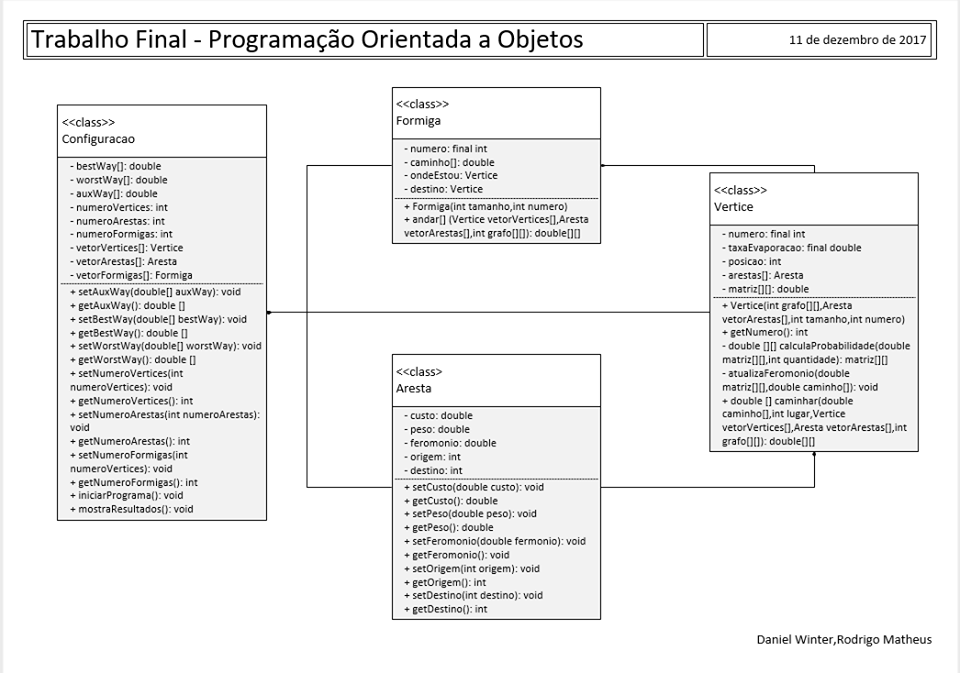 Trabalho Final - Programação Orientada a Objetos
11 de dezembro de 2017
<<class>>
Configuracao
- bestWay[]: double
- worstWay[]: double
- auxWay[]: double
- numeroVertices: int
- numeroArestas: int
- numeroFormigas: int
- vetorVertices[]: Vertice
- vetorArestas[]: Aresta
- vetorFormigas[]: Formiga
+ setAuxWay(double[] auxWay): void
+ getAuxWay(): double []
+ setBestWay(double[] bestWay): void
+ getBestWay(): double []
+ setWorstWay(double[] worstWay): void
+ getWorstWay(): double []
+ setNumeroVertices(int
numeroVertices): void
+ getNumeroVertices(): int
+ setNumeroArestas(int numeroArestas):
void
+ getNumeroArestas(): int
+ setNumeroFormigas(int
numeroVertices): void
+ getNumeroFormigas(): int
+ iniciarPrograma(): void
+ mostraResultados(): void
<<class>>
Formiga
- numero: final int
- caminho[]: double
- ondeEstou: Vertice
- destino: Vertice
+ Formiga(int tamanho,int numero)
+ andar[] (Vertice vetorVertices[],Aresta
vetorArestas[],int grafo[][]): double[][]
<<class>
Aresta
- custo: double
- peso: double
- feromonio: double
- origem: int
- destino: int
+ setCusto(double custo): void
+ getCusto(): double
+ setPeso(double peso): void
+ getPeso(): double
+ setFeromonio(double fermonio): void
+ getFeromonio(): void
+ setOrigem(int origem): void
+ getOrigem(): int
+ setDestino(int destino): void
+ getDestino(): int
<<class>>
Vertice
- numero: final int
- taxaEvaporacao: final double
- posicao: int
- arestas[]: Aresta
- matriz[][]: double
+ Vertice(int grafo[][],Aresta
vetorArestas[],int tamanho,int numero)
+ getNumero(): int
- double [][] calculaProbabilidade(double
matriz[][],int quantidade): matriz[][]
- atualizaFeromonio(double
matriz[][],double caminho[]): void
+ double [] caminhar(double
caminho[],int lugar,Vertice
vetorVertices[],Aresta vetorArestas[],int
grafo[][]): double[][]
Daniel Winter,Rodrigo Matheus